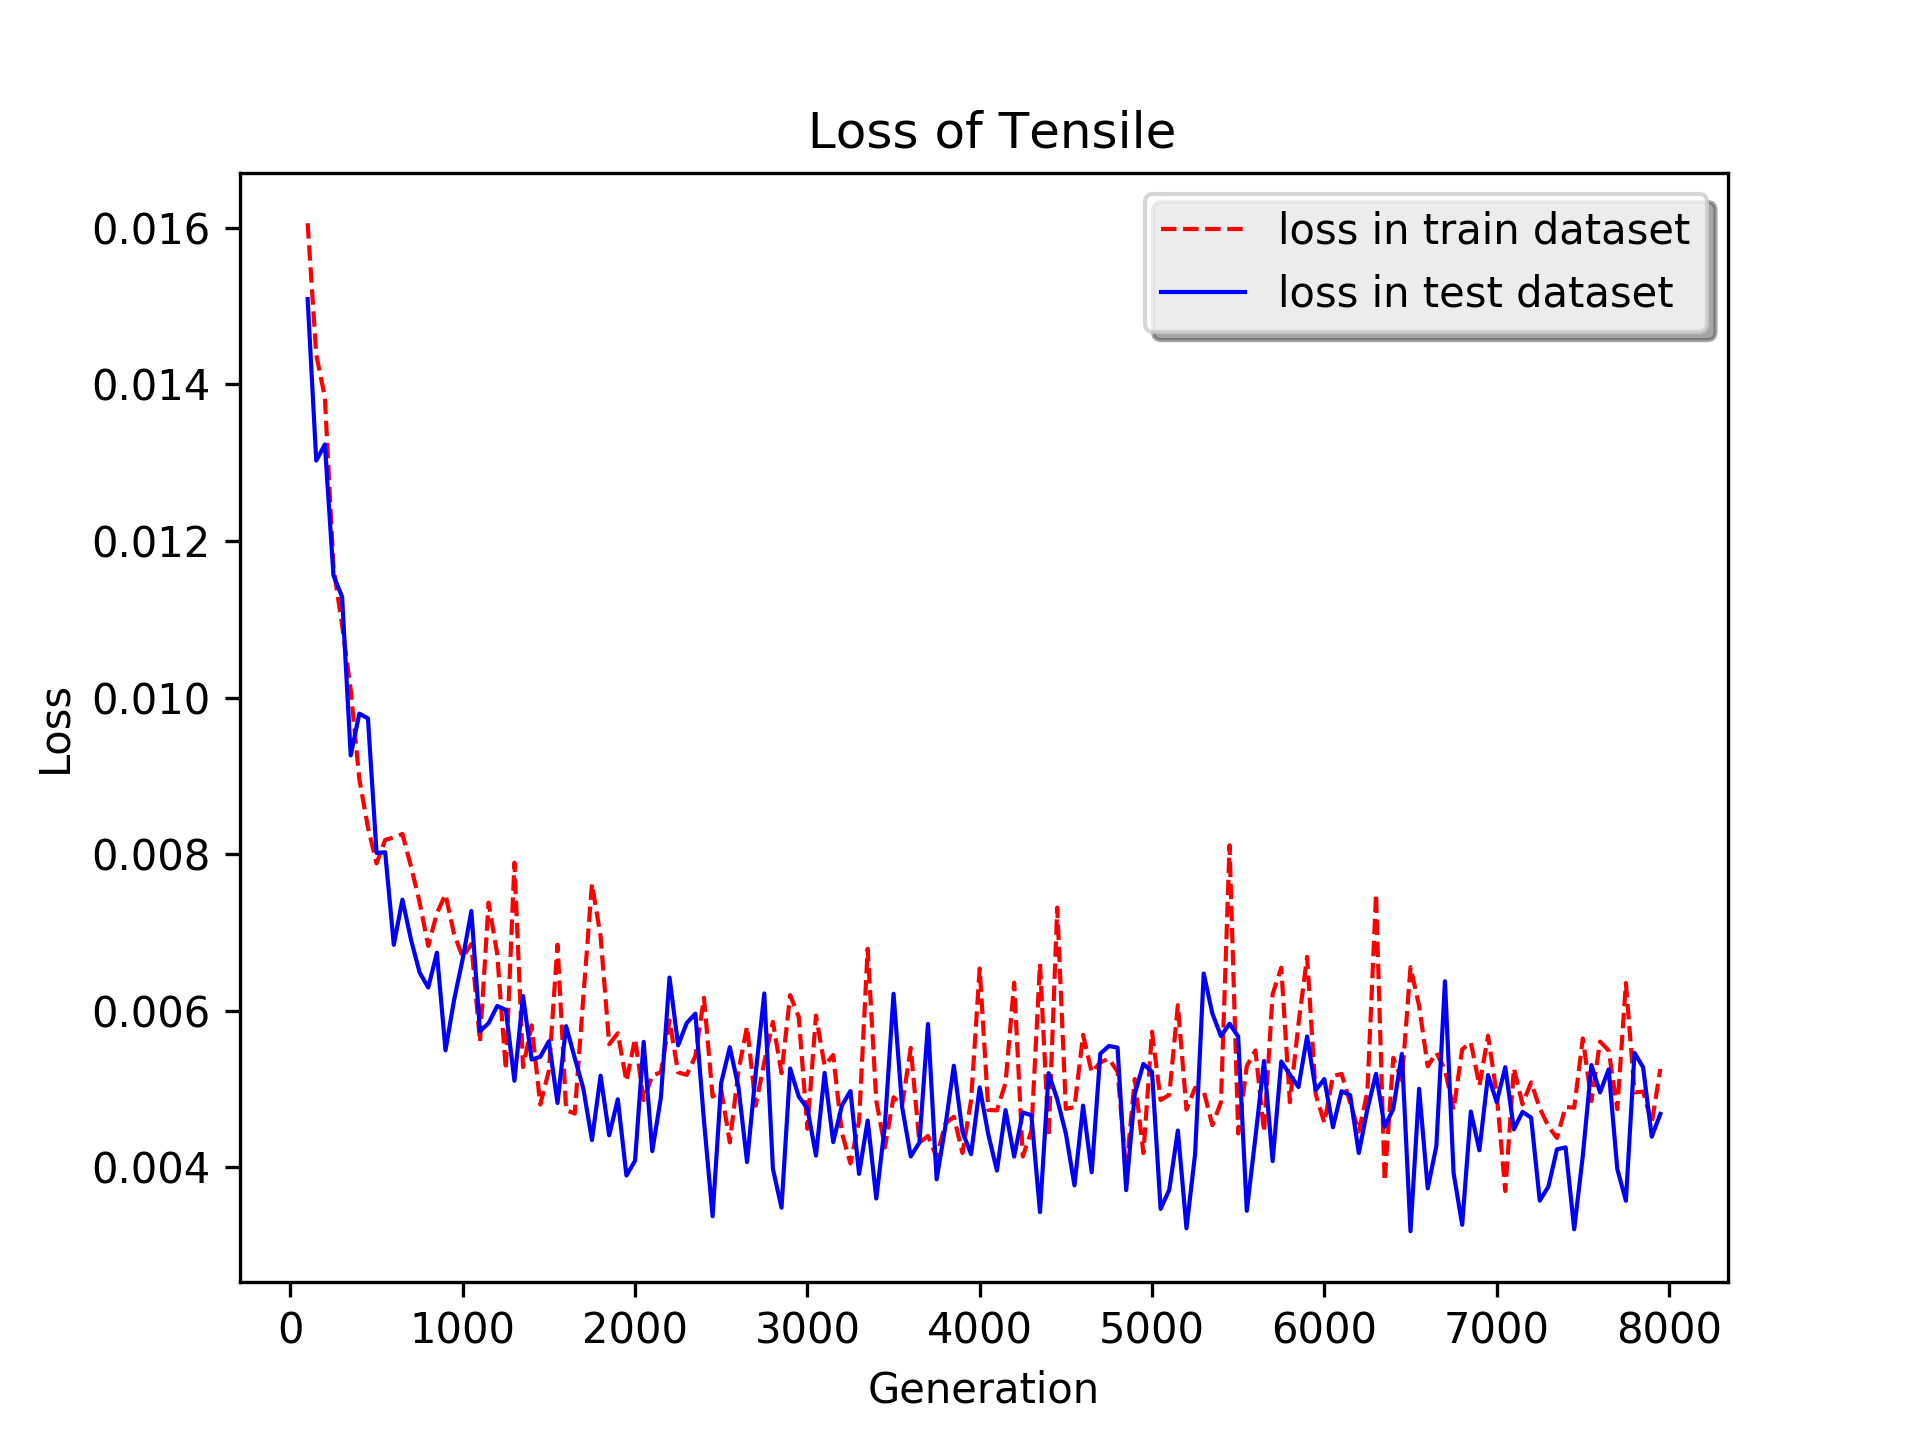 Loss of Tensile
0.016
0.014
0.012
0.010
0.008
0.006
0.004
Loss
loss in train dataset
loss in test dataset
0 1000 2000 3000 4000 5000 6000 7000 8000
Generation